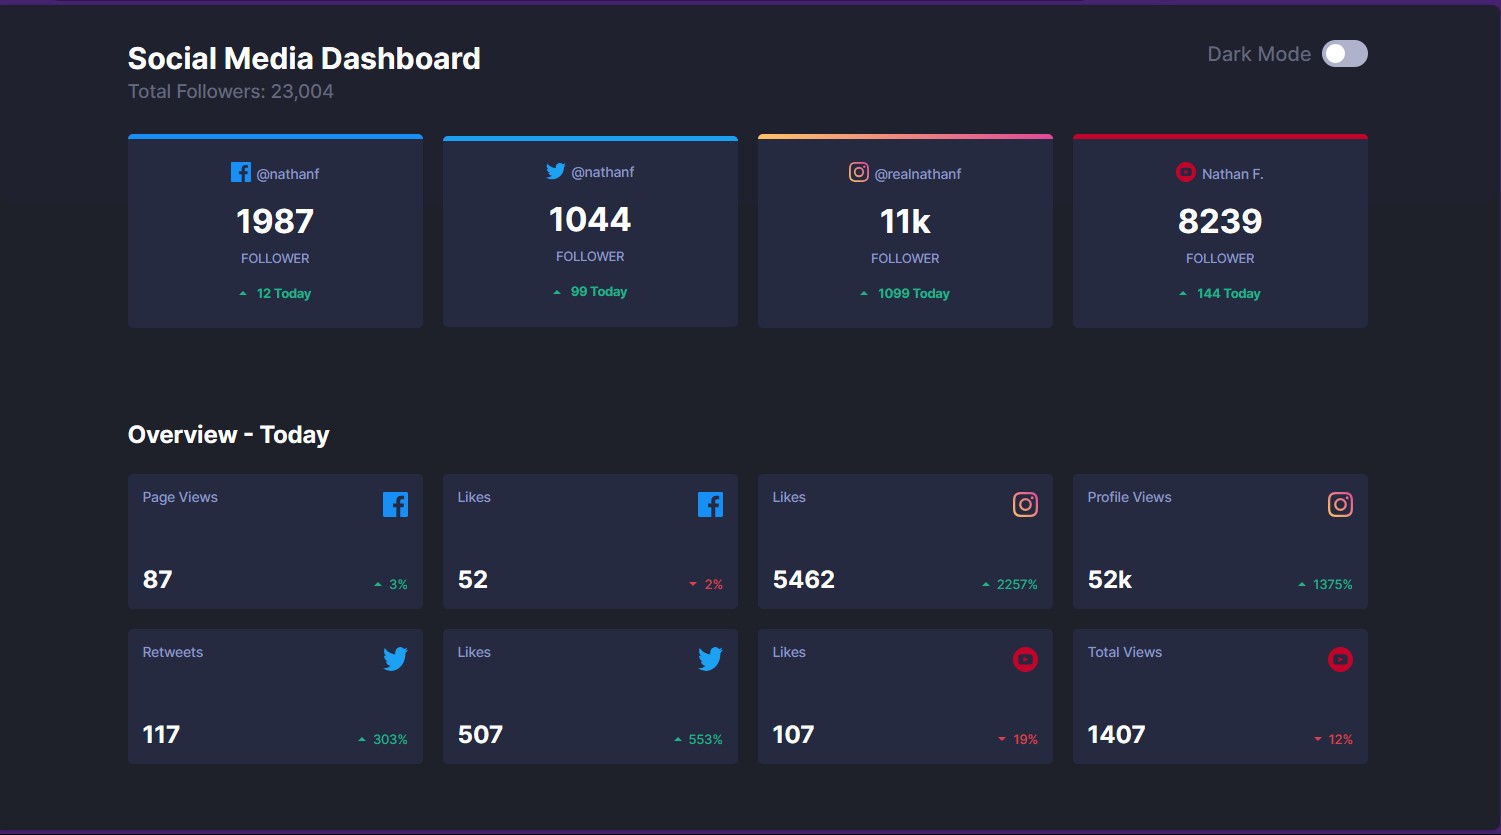 Social Media Dashboard
Dark Mode
Total Followers: 23,004
@nathanf
1987
FOLLOWER
12 Today
@nathanf
1044
FOLLOWER
99 Today
@realnathanf
11k
FOLLOWER
1099 Today
Nathan F.
8239
FOLLOWER
144 Today
Overview - Today
Page Views
87
3%
Likes
52
2%
Likes
5462
2257%
Profile Views
52k
1375%
Retweets
117
303%
Likes
507
553%
Likes
107
19%
Total Views
1407
12%